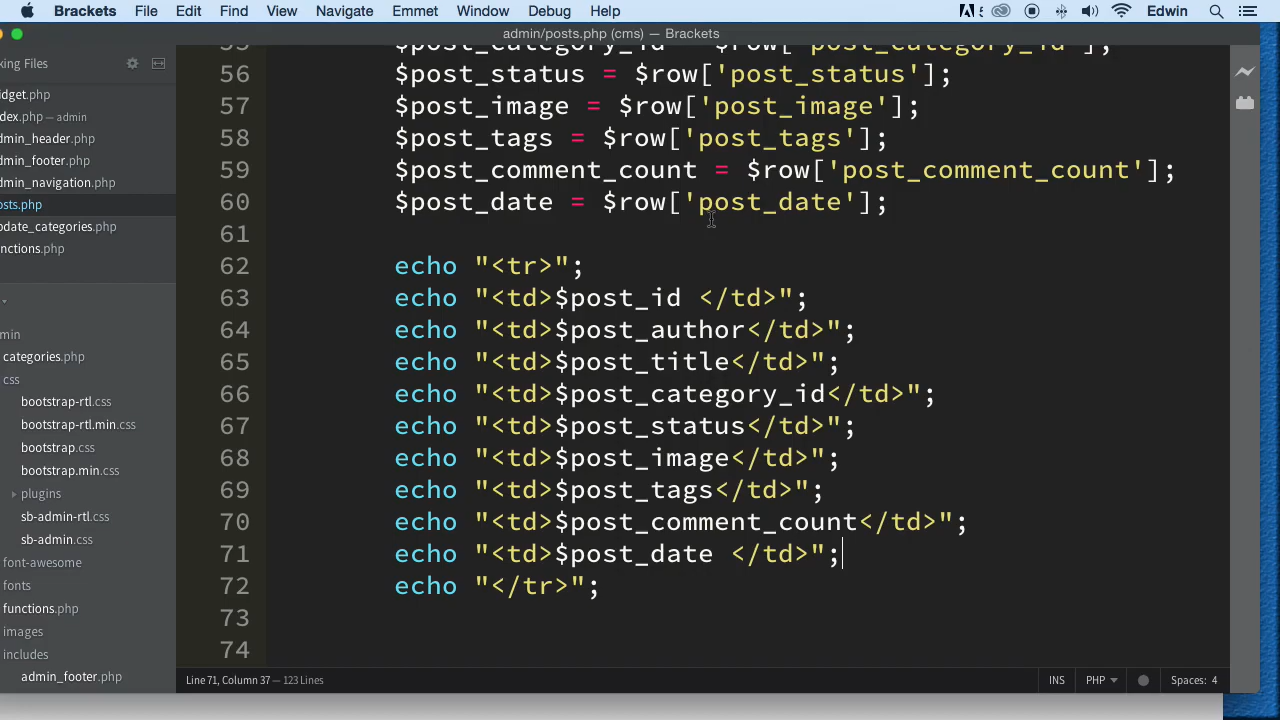 Brackets File Edit Find View Navigate Emmet Window Debug Help Edwin
admin/posts.php (cms) — Brackets
king Files
idget.php
dex.php — admin
dmin_header.php
dmin_footer.php
dmin_navigation.php
sts.php
pdate_categories.php
nctions.php
min
categories.php
css
bootstrap-rtl.css
bootstrap-rtl.min.css
bootstrap.css
bootstrap.min.css
plugins
sb-admin-rtl.css
sb-admin.css
font-awesome
fonts
functions.php
images
includes
admin_footer.php
55 $post_category_id = $row['post_category_id'];
56 $post_status = $row['post_status'];
57 $post_image = $row['post_image'];
58 $post_tags = $row['post_tags'];
59 $post_comment_count = $row['post_comment_count'];
60 $post_date = $row['post_date'];
61
62 echo "<tr>";
63 echo "<td>$post_id </td>";
64 echo "<td>$post_author</td>";
65 echo "<td>$post_title</td>";
66 echo "<td>$post_category_id</td>";
67 echo "<td>$post_status</td>";
68 echo "<td>$post_image</td>";
69 echo "<td>$post_tags</td>";
70 echo "<td>$post_comment_count</td>";
71 echo "<td>$post_date </td>";
72 echo "</tr>";
73
74
Line 71, Column 37 — 123 Lines INS PHP Spaces: 4